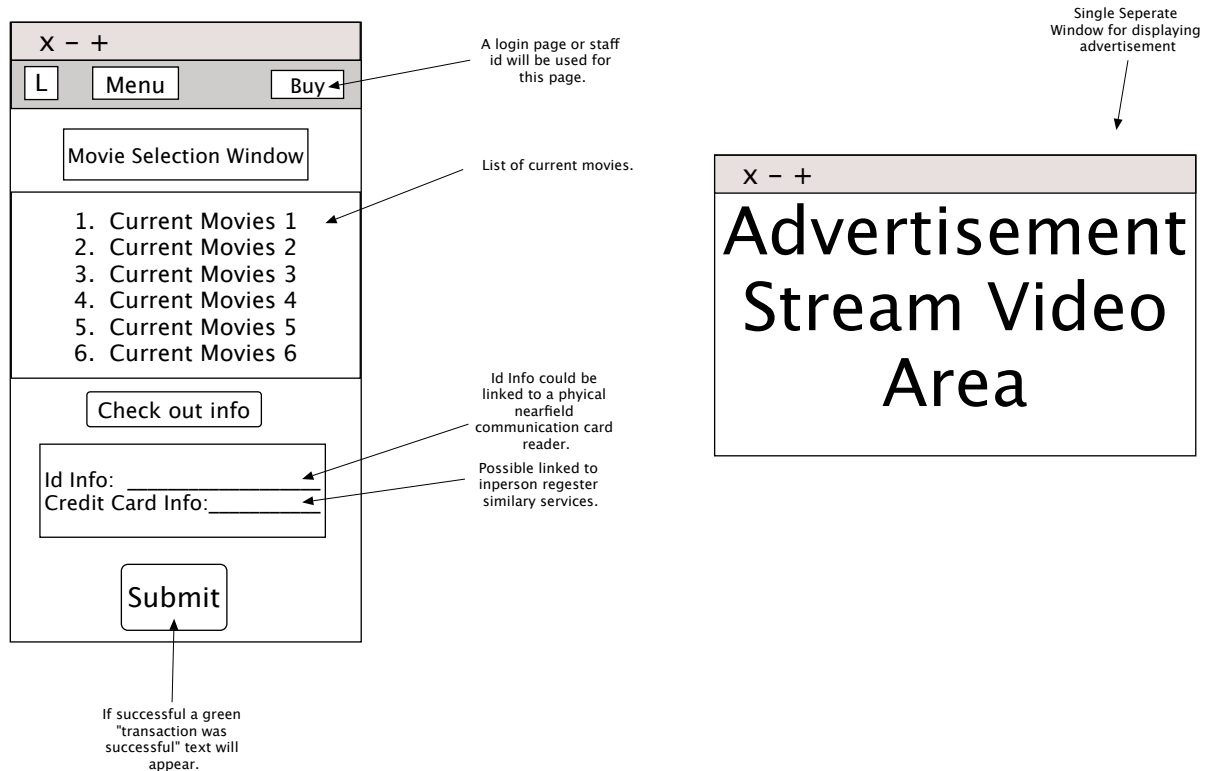 x – +
L
Menu
Buy
A login page or staff
id will be used for
this page.
Movie Selection Window
List of current movies.
1. Current Movies 1
2. Current Movies 2
3. Current Movies 3
4. Current Movies 4
5. Current Movies 5
6. Current Movies 6
Check out info
Id Info: ________________
Credit Card Info:__________
Id Info could be
linked to a phyical
nearfield
communication card
reader.
Possible linked to
inperson regester
similary services.
Submit
If successful a green
"transaction was
successful" text will
appear.
Single Seperate
Window for displaying
advertisement
x – +
Advertisement
Stream Video
Area